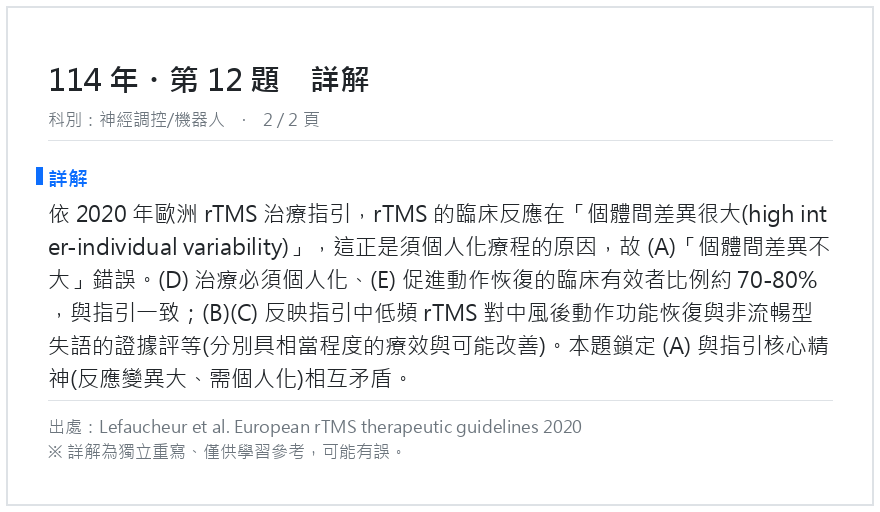 114 年・第 12 題　詳解
科別：神經調控/機器人　·　2 / 2 頁
詳解
依 2020 年歐洲 rTMS 治療指引，rTMS 的臨床反應在「個體間差異很大(high int
er-individual variability)」，這正是須個人化療程的原因，故 (A)「個體間差異不
大」錯誤。(D) 治療必須個人化、(E) 促進動作恢復的臨床有效者比例約 70-80%
，與指引一致；(B)(C) 反映指引中低頻 rTMS 對中風後動作功能恢復與非流暢型
失語的證據評等(分別具相當程度的療效與可能改善)。本題鎖定 (A) 與指引核心精
神(反應變異大、需個人化)相互矛盾。
出處：Lefaucheur et al. European rTMS therapeutic guidelines 2020
※ 詳解為獨立重寫、僅供學習參考，可能有誤。